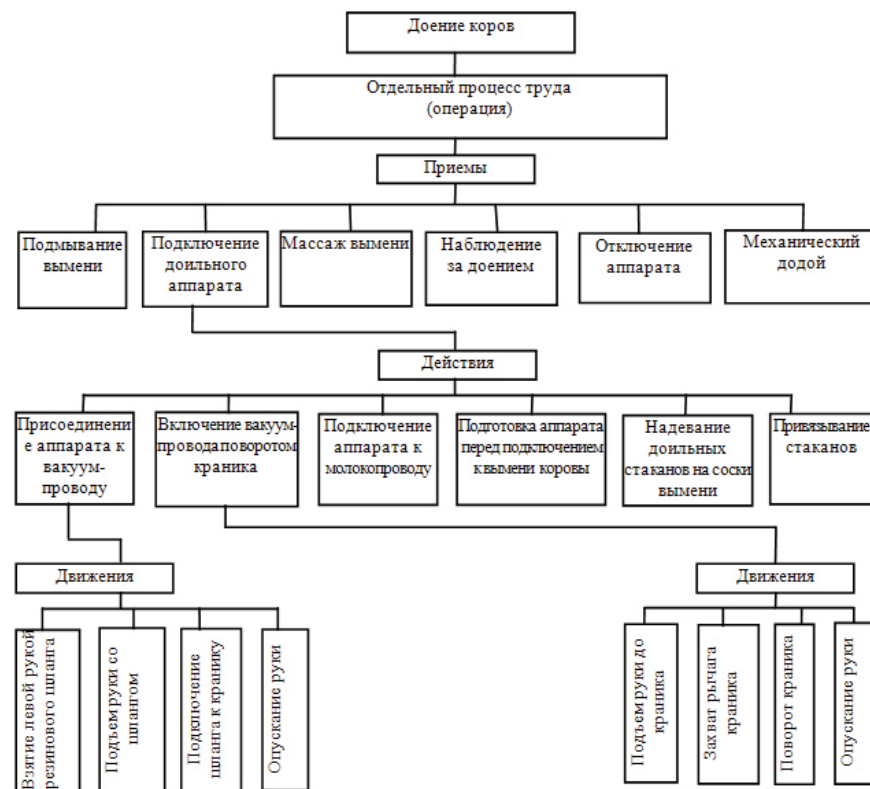 Доение коров
Отдельный процесс труда
(операция)
Приемы
Подмывание
вымени
Подключение
доильного
аппарата
Массаж вымени
Наблюдение
за доением
Отключение
аппарата
Механический
додой
Действия
Присоединени
е аппарата к
вакуум-
проводу
Включение вакуум-
провода поворотом
краника
Подключение
аппарата к
молокопроводу
Подготовка аппарата
перед подключением
к вымени коровы
Надевание
доильных
стаканов на соски
вымени
Привязывание
стаканов
Движения
Движения
Взятие левой рукой
резинового шланга
Подъем руки со
шлангом
Подключение
шланга к кранику
Опускание руки
Подъем руки до
краника
Захват рычага
краника
Поворот краника
Опускание руки